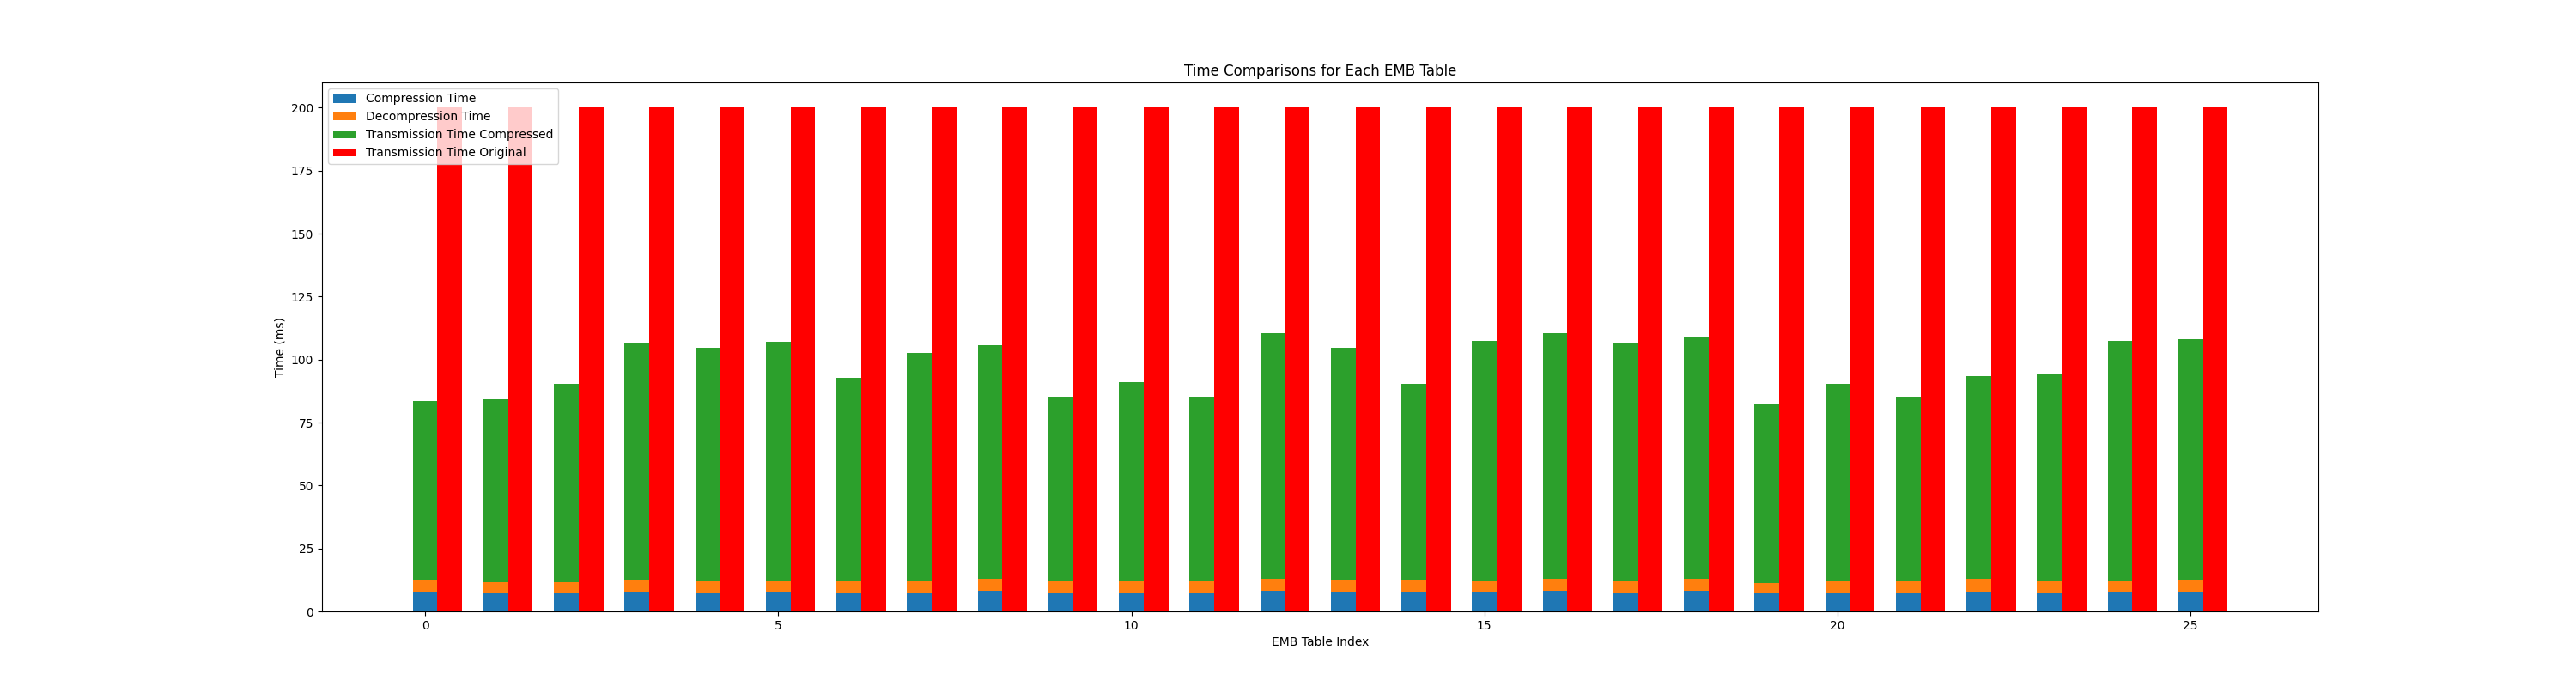 Time Comparisons for Each EMB Table
Compression Time
Decompression Time
Transmission Time Compressed
Transmission Time Original
200
175
150
125
100
75
50
25
0
Time (ms)
0 5 10 15 20 25
EMB Table Index